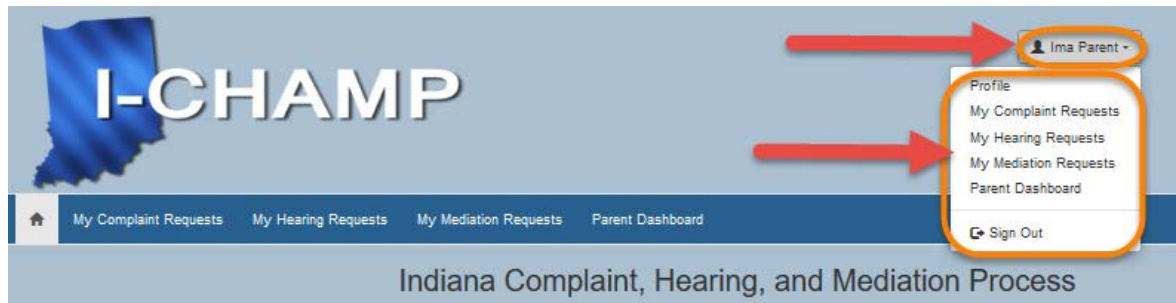 I-CHAMP
Ima Parent
Profile
My Complaint Requests
My Hearing Requests
My Mediation Requests
Parent Dashboard
Sign Out
My Complaint Requests My Hearing Requests My Mediation Requests Parent Dashboard
Indiana Complaint, Hearing, and Mediation Process